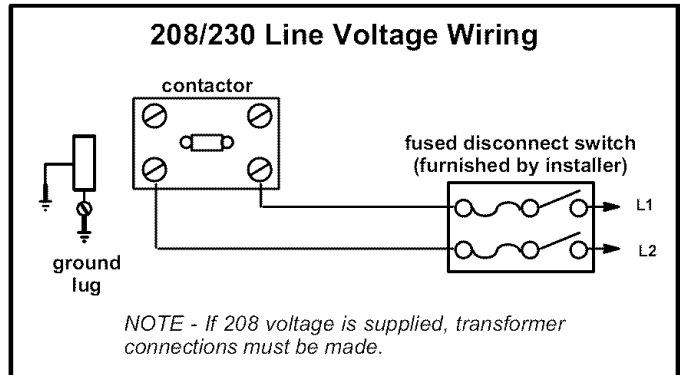 208/230 Line Voltage Wiring
contactor
fused disconnect switch
(furnished by installer)
L1
L2
ground
lug
NOTE - If 208 voltage is supplied, transformer
connections must be made.